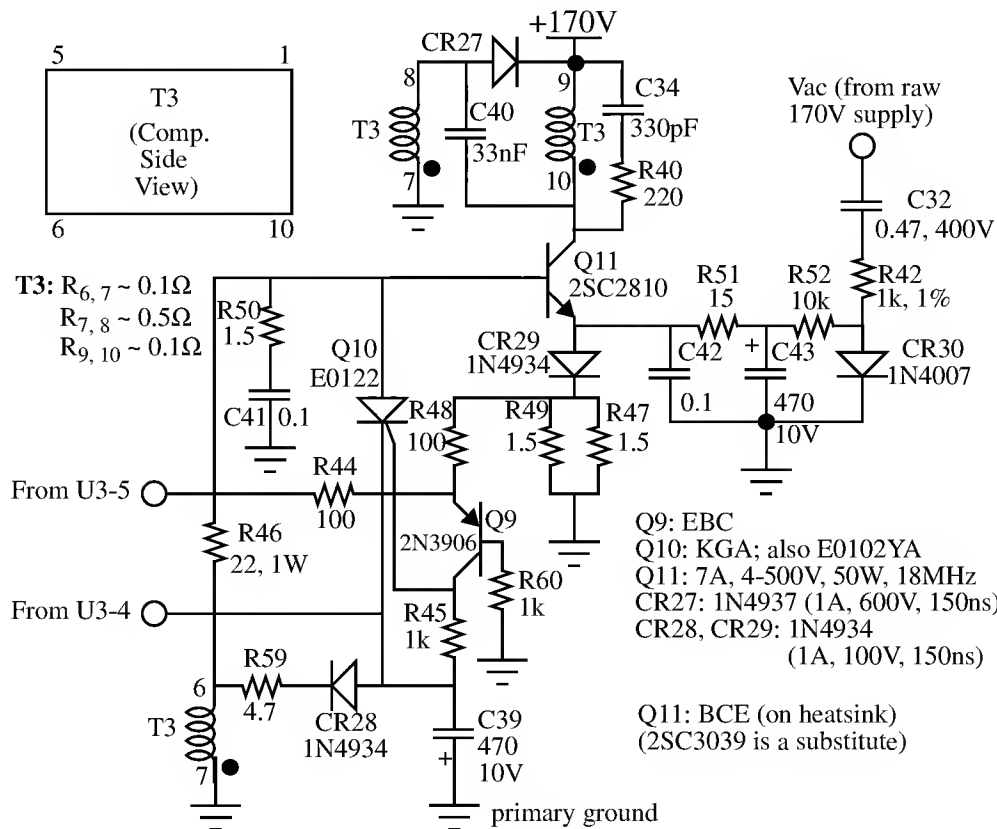 +170V
5
1
T3
(Comp.
Side
View)
6
10
CR27
8
9
C34
330pF
T3
C40
33nF
T3
7
10
R40
220
Vac (from raw
170V supply)
C32
0.47, 400V
R42
1k, 1%
T3: R6, 7 ~ 0.1Ω
R7, 8 ~ 0.5Ω
R9, 10 ~ 0.1Ω
R50
1.5
C41
0.1
Q10
E0122
Q11
2SC2810
R51
15
R52
10k
CR29
1N4934
C42
0.1
+
C43
470
10V
CR30
1N4007
R48
100
R49
1.5
R47
1.5
From U3-5
R44
100
R46
22, 1W
Q9
2N3906
R60
1k
From U3-4
R45
1k
Q9: EBC
Q10: KGA; also E0102YA
Q11: 7A, 4-500V, 50W, 18MHz
CR27: 1N4937 (1A, 600V, 150ns)
CR28, CR29: 1N4934
(1A, 100V, 150ns)
Q11: BCE (on heatsink)
(2SC3039 is a substitute)
6
R59
4.7
CR28
1N4934
T3
7
C39
470
10V
+
primary ground